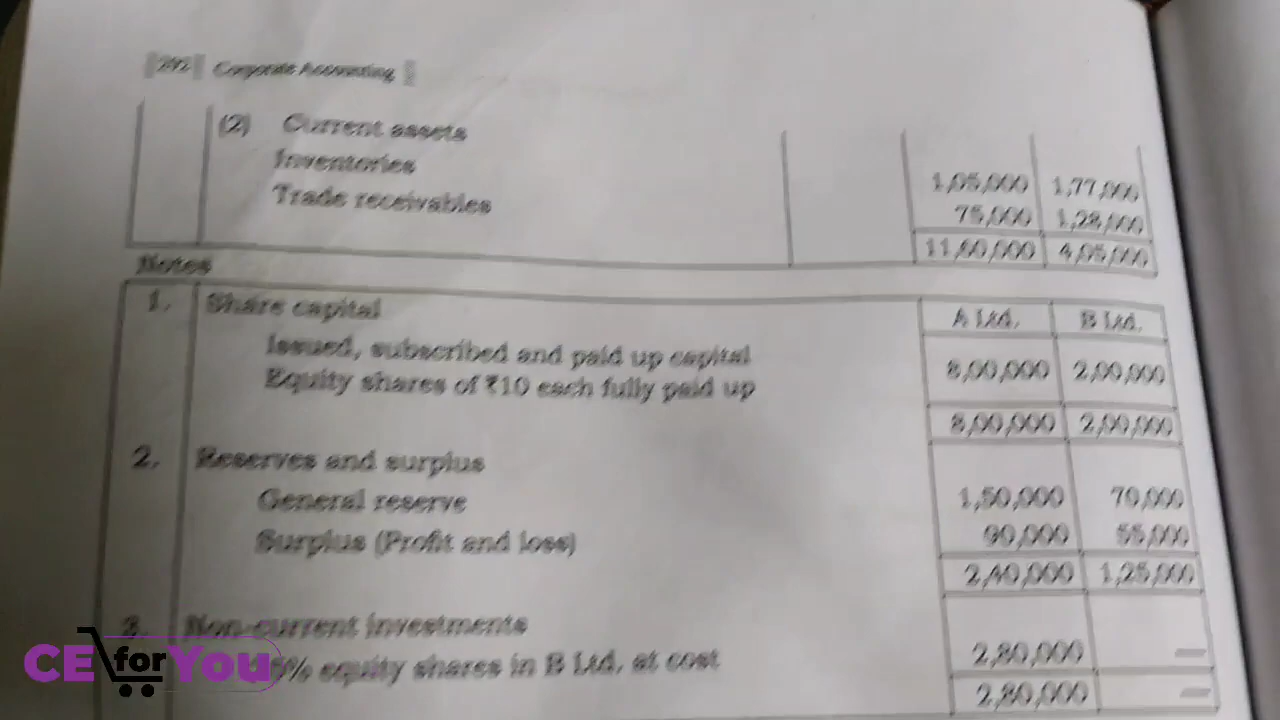 292 Corporate Accounting
(2) Current assets
Inventories 1,05,000 1,77,000
Trade receivables 75,000 1,28,000
11,60,000 4,05,000
Notes
1. Share capital A Ltd. B Ltd.
Issued, subscribed and paid up capital
Equity shares of ₹10 each fully paid up 8,00,000 2,00,000
8,00,000 2,00,000
2. Reserves and surplus
General reserve 1,50,000 70,000
Surplus (Profit and loss) 90,000 55,000
2,40,000 1,25,000
3. Non-current investments
% equity shares in B Ltd. at cost 2,80,000 —
2,80,000 —
CE for You